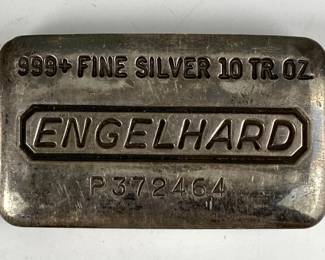 999+ FINE SILVER 10 TR. OZ.
ENGELHARD
P372464